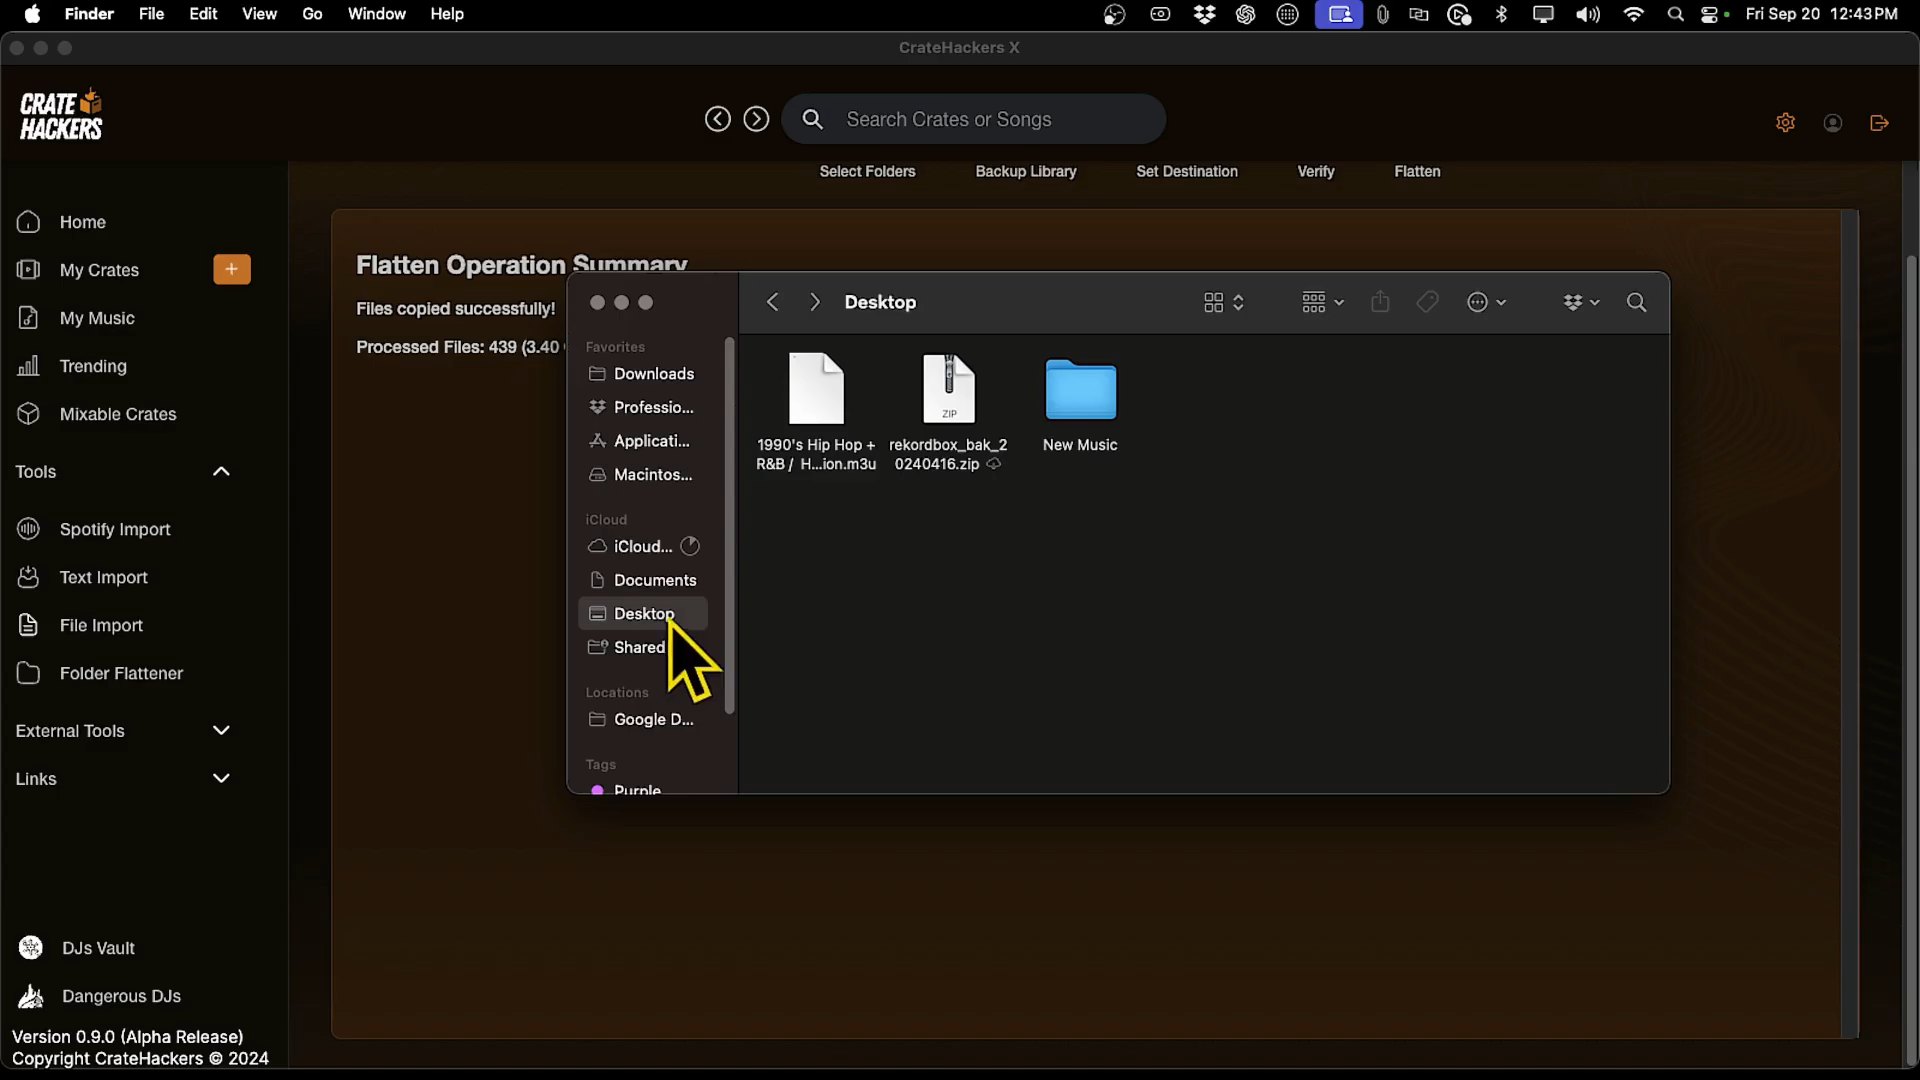 Finder File Edit View Go Window Help Fri Sep 20 12:43 PM
CrateHackers X
CRATE
HACKERS
Search Crates or Songs
Select Folders Backup Library Set Destination Verify Flatten
Home
My Crates +
My Music
Trending
Mixable Crates
Tools
Spotify Import
Text Import
File Import
Folder Flattener
External Tools
Links
DJs Vault
Dangerous DJs
Version 0.9.0 (Alpha Release)
Copyright CrateHackers © 2024
Flatten Operation Summary
Files copied successfully!
Processed Files: 439 (3.40
Desktop
Favorites
Downloads
Professio...
Applicati...
Macintos...
iCloud
iCloud...
Documents
Desktop
Shared
Locations
Google D...
Tags
Purple
ZIP
1990's Hip Hop +
R&B / H...ion.m3u
rekordbox_bak_2
0240416.zip
New Music